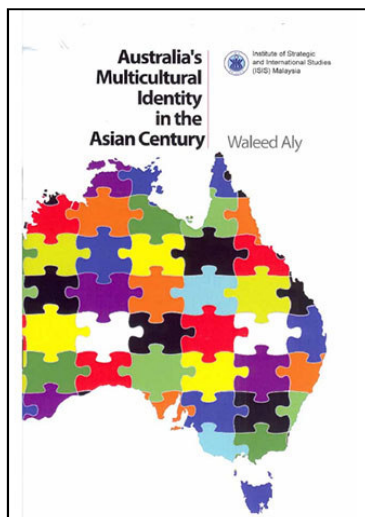 Australia's
Multicultural
Identity
in the
Asian Century
Institute of Strategic
and International Studies
(ISIS) Malaysia
Waleed Aly